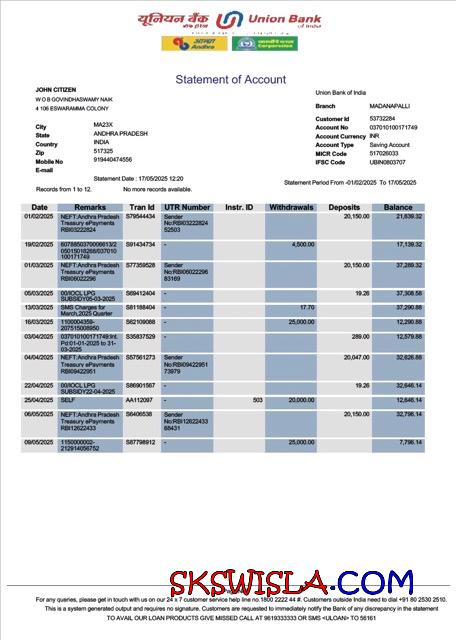 यूनियन बैंक Union Bank
of India
Andhra
Corporation
Statement of Account
JOHN CITIZEN
W O B GOVINDHASWAMY NAIK
4 106 ESWARAMMA COLONY
City MA23X
State ANDHRA PRADESH
Country INDIA
Zip 517325
Mobile No 919440474556
E-mail
Union Bank of India
Branch MADANAPALLI
Customer Id 53732284
Account No 037010100171749
Account Currency INR
Account Type Saving Account
MICR Code 517026033
IFSC Code UBIN0803707
Statement Date : 17/05/2025 12:20
Statement Period From -01/02/2025 To 17/05/2025
Records from 1 to 12. No more records available.
Date Remarks Tran Id UTR Number Instr. ID Withdrawals Deposits Balance
01/02/2025 NEFT:Andhra Pradesh S79544434 Sender 20,150.00 21,639.32
Treasury ePayments No:RBI03222824
RBI03222824 52503
19/02/2025 6078850370006613/2 S91434734 - 4,500.00 17,139.32
05015018268/037010
100171749
01/03/2025 NEFT:Andhra Pradesh S77359528 Sender 20,150.00 37,289.32
Treasury ePayments No:RBI06022296
RBI06022296 83169
05/03/2025 00/IOCL LPG S69412404 - 19.26 37,308.58
SUBSIDY05-03-2025
13/03/2025 SMS Charges for S81188404 - 17.70 37,290.88
March,2025 Quarter
16/03/2025 1100004359- S62109088 - 25,000.00 12,290.88
207515008950
03/04/2025 037010100171749:Int. S35837529 - 289.00 12,579.88
Pd:01-01-2025 to 31-
03-2025
04/04/2025 NEFT:Andhra Pradesh S57561273 Sender 20,047.00 32,626.88
Treasury ePayments No:RBI09422951
RBI09422951 73979
22/04/2025 00/IOCL LPG S86901567 - 19.26 32,646.14
SUBSIDY22-04-2025
25/04/2025 SELF AA112097 - 503 20,000.00 12,646.14
06/05/2025 NEFT:Andhra Pradesh S6406538 Sender 20,150.00 32,796.14
Treasury ePayments No:RBI12622433
RBI12622433 68431
09/05/2025 1150000002- S87798912 - 25,000.00 7,796.14
212914056752
SKSWISLA.COM
For any queries, please get in touch with us on our 24 x 7 customer service help line no.1800 2222 44 #. Customers outside India need to dial +91 80 2530 2510.
This is a system generated output and requires no signature. Customers are requested to immediately notify the Bank of any discrepancy in the statement
TO AVAIL OUR LOAN PRODUCTS GIVE MISSED CALL AT 9619333333 OR SMS <ULOAN> TO 56161